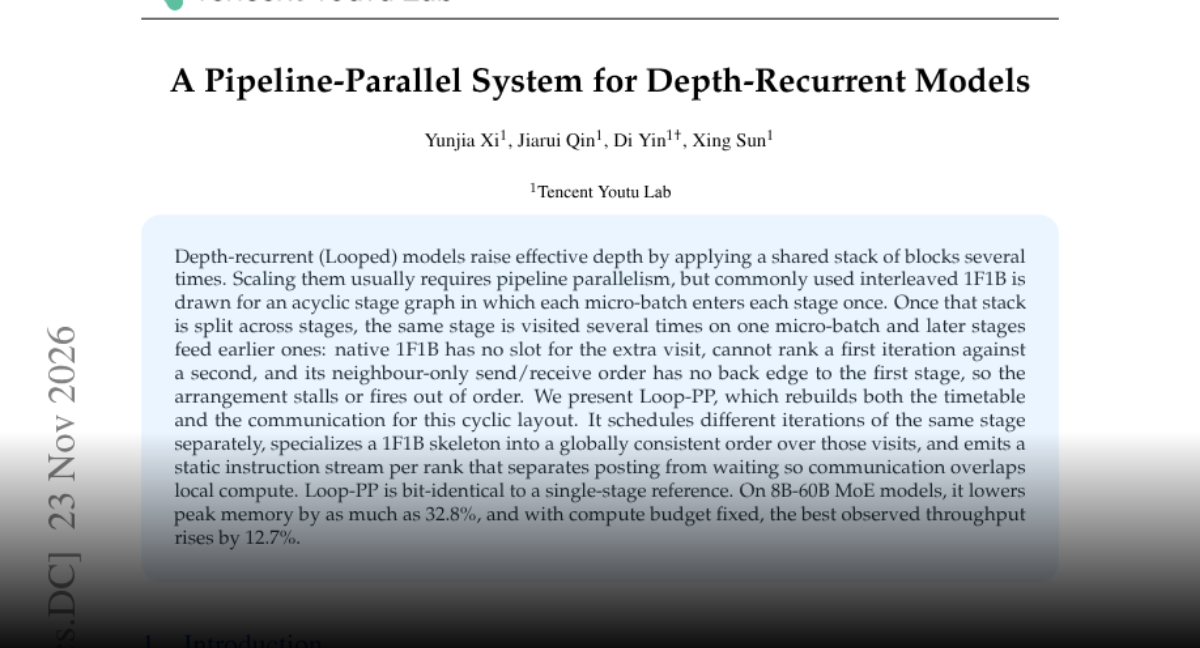 A Pipeline-Parallel System for Depth-Recurrent Models
Yunjia Xi¹, Jiarui Qin¹, Di Yin¹†, Xing Sun¹
¹Tencent Youtu Lab
Depth-recurrent (Looped) models raise effective depth by applying a shared stack of blocks several
times. Scaling them usually requires pipeline parallelism, but commonly used interleaved 1F1B is
drawn for an acyclic stage graph in which each micro-batch enters each stage once. Once that stack
is split across stages, the same stage is visited several times on one micro-batch and later stages
feed earlier ones: native 1F1B has no slot for the extra visit, cannot rank a first iteration against
a second, and its neighbour-only send/receive order has no back edge to the first stage, so the
arrangement stalls or fires out of order. We present Loop-PP, which rebuilds both the timetable
and the communication for this cyclic layout. It schedules different iterations of the same stage
separately, specializes a 1F1B skeleton into a globally consistent order over those visits, and emits a
static instruction stream per rank that separates posting from waiting so communication overlaps
local compute. Loop-PP is bit-identical to a single-stage reference. On 8B-60B MoE models, it lowers
peak memory by as much as 32.8%, and with compute budget fixed, the best observed throughput
rises by 12.7%.
s.DC] 23 Nov 2026
1 Introduction